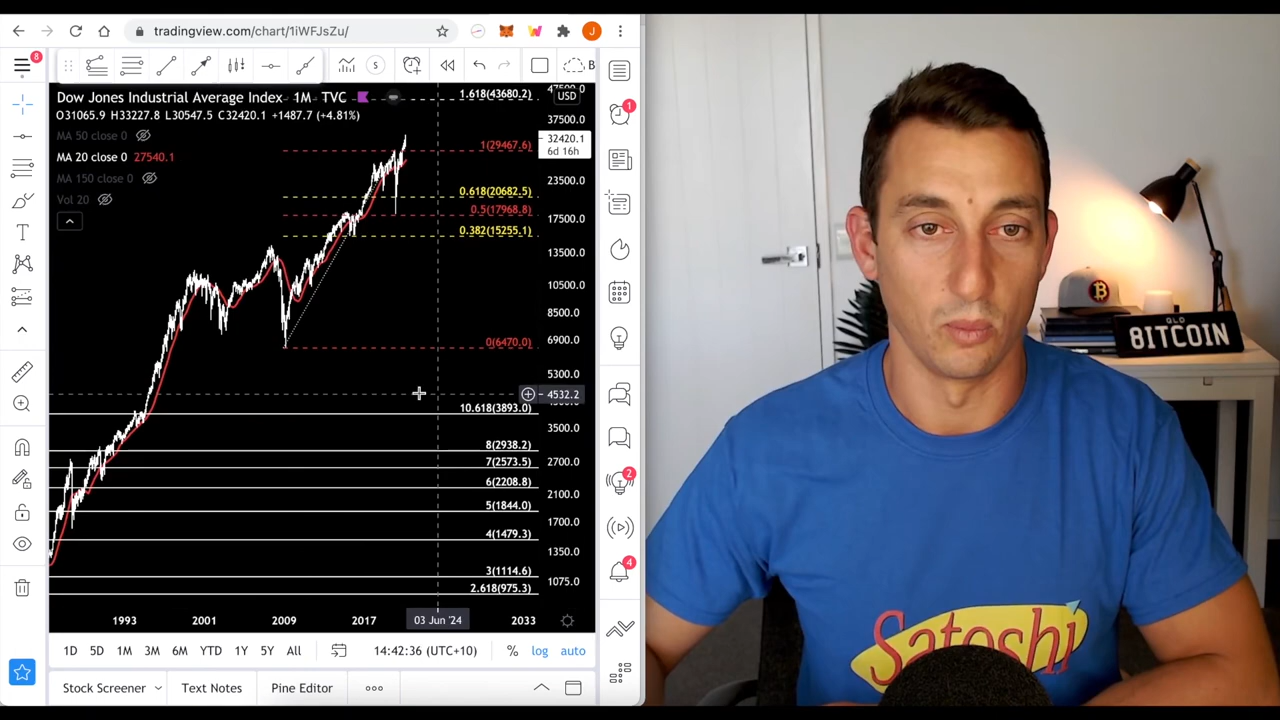 tradingview.com/chart/1iWFJsZu/
J
8
S
B
Dow Jones Industrial Average Index · 1M · TVC
O31065.9 H33227.8 L30547.5 C32420.1 +1487.7 (+4.81%)
MA 50 close 0
MA 20 close 0 27540.1
MA 150 close 0
Vol 20
USD
1.618(43680.2)
1(29467.6)
0.618(20682.5)
0.5(17968.8)
0.382(15255.1)
0(6470.0)
10.618(3893.0)
8(2938.2)
7(2573.5)
6(2208.8)
5(1844.0)
4(1479.3)
3(1114.6)
2.618(975.3)
47500.0
37500.0
32420.1
6d 16h
23500.0
17500.0
13500.0
10500.0
8500.0
6900.0
5300.0
4532.2
3500.0
2700.0
2100.0
1700.0
1350.0
1075.0
1993 2001 2009 2017 03 Jun '24 2033
1D 5D 1M 3M 6M YTD 1Y 5Y All 14:42:36 (UTC+10) % log auto
Stock Screener Text Notes Pine Editor
1
2
4
QLD
BITCOIN
Satoshi